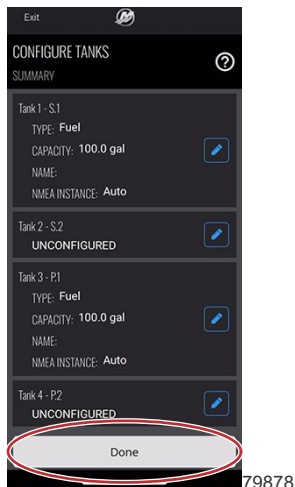 Exit
CONFIGURE TANKS
SUMMARY
Tank 1 - S.1
TYPE: Fuel
CAPACITY: 100.0 gal
NAME:
NMEA INSTANCE: Auto
Tank 2 - S.2
UNCONFIGURED
Tank 3 - P.1
TYPE: Fuel
CAPACITY: 100.0 gal
NAME:
NMEA INSTANCE: Auto
Tank 4 - P.2
UNCONFIGURED
Done
79878